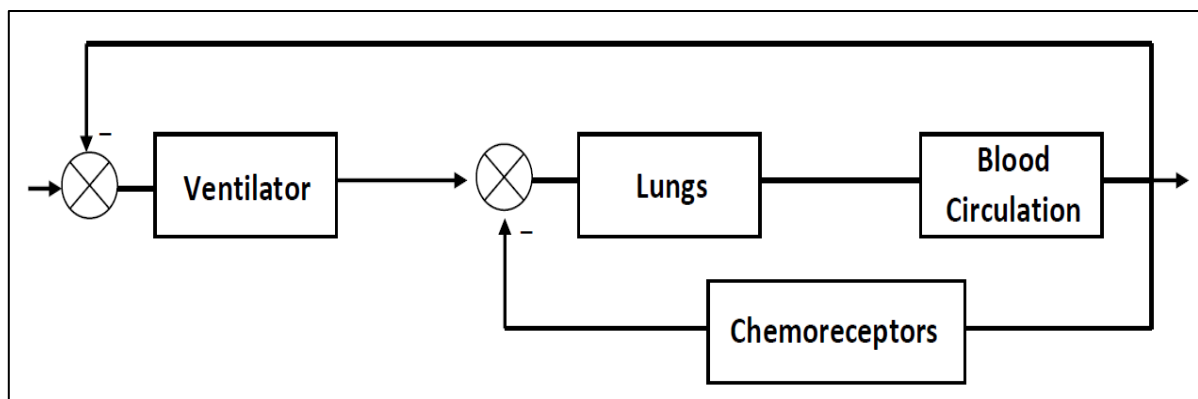 –
Ventilator
–
Lungs
Blood
Circulation
Chemoreceptors